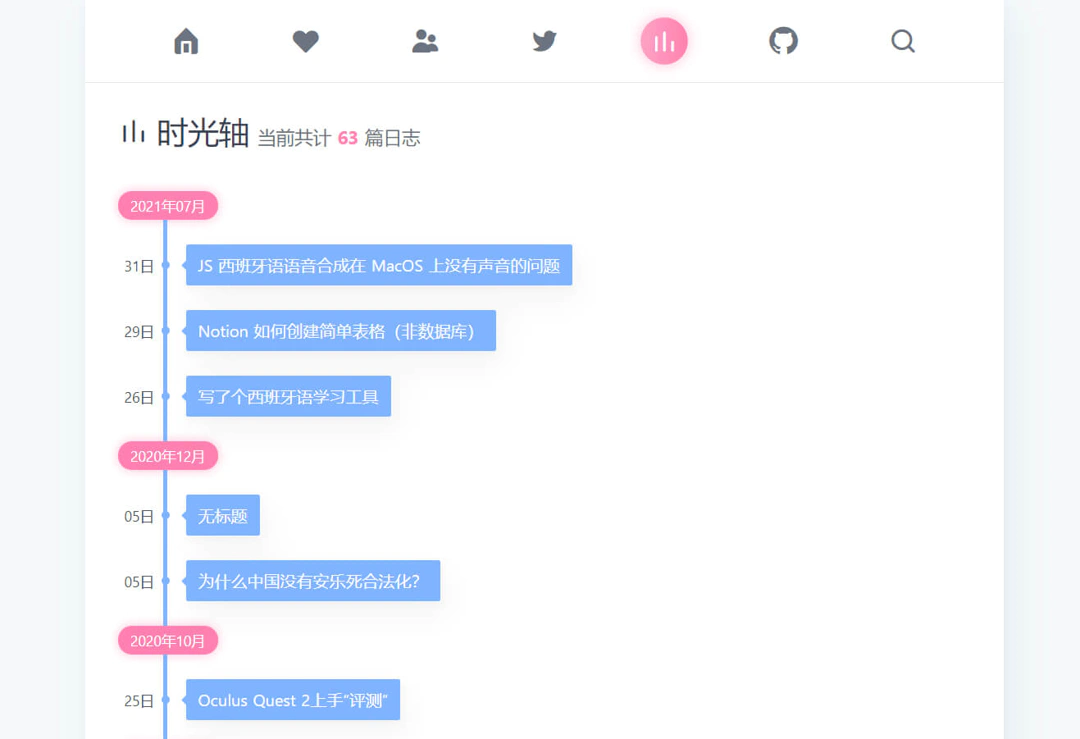 时光轴 当前共计 63 篇日志
2021年07月
31日 JS 西班牙语语音合成在 MacOS 上没有声音的问题
29日 Notion 如何创建简单表格（非数据库）
26日 写了个西班牙语学习工具
2020年12月
05日 无标题
05日 为什么中国没有安乐死合法化?
2020年10月
25日 Oculus Quest 2上手“评测”